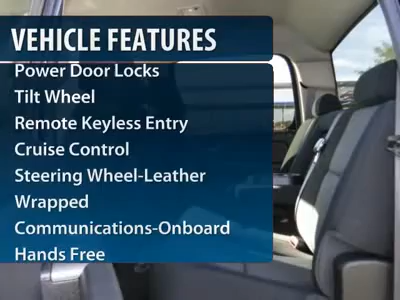 VEHICLE FEATURES
Power Door Locks
Tilt Wheel
Remote Keyless Entry
Cruise Control
Steering Wheel-Leather
Wrapped
Communications-Onboard
Hands Free